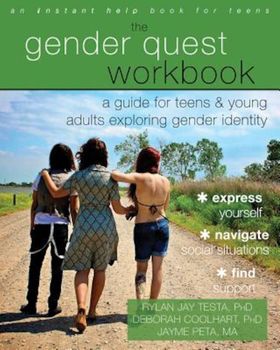 an instant help book for teens
the
gender quest
workbook
a guide for teens & young
adults exploring gender identity
* express
yourself
* navigate
social situations
* find
support
RYLAN JAY TESTA, PHD
DEBORAH COOLHART, PHD
JAYME PETA, MA